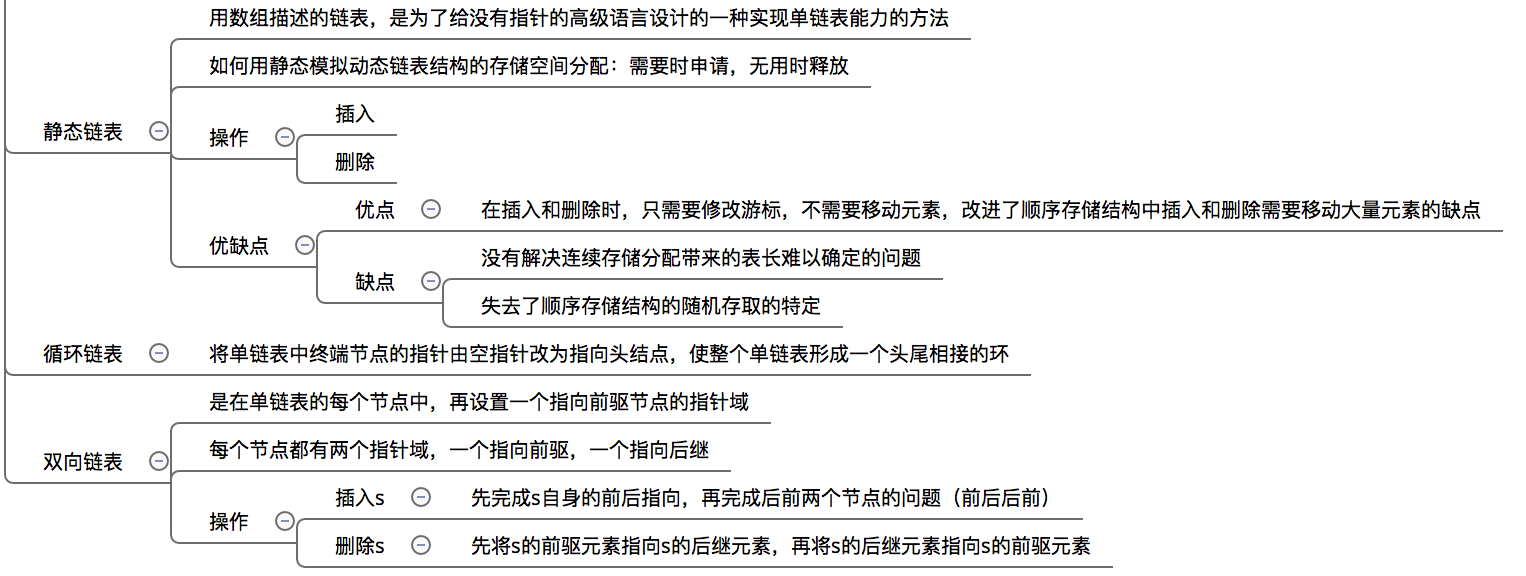 用数组描述的链表，是为了给没有指针的高级语言设计的一种实现单链表能力的方法
如何用静态模拟动态链表结构的存储空间分配：需要时申请，无用时释放
静态链表
操作
插入
删除
优缺点
优点
在插入和删除时，只需要修改游标，不需要移动元素，改进了顺序存储结构中插入和删除需要移动大量元素的缺点
缺点
没有解决连续存储分配带来的表长难以确定的问题
失去了顺序存储结构的随机存取的特定
循环链表
将单链表中终端节点的指针由空指针改为指向头结点，使整个单链表形成一个头尾相接的环
双向链表
是在单链表的每个节点中，再设置一个指向前驱节点的指针域
每个节点都有两个指针域，一个指向前驱，一个指向后继
操作
插入s
先完成s自身的前后指向，再完成后前两个节点的问题（前后后前）
删除s
先将s的前驱元素指向s的后继元素，再将s的后继元素指向s的前驱元素